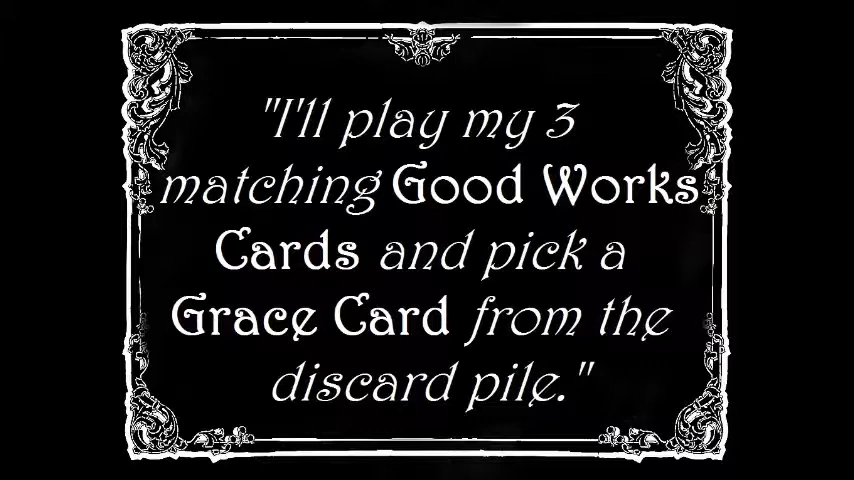 "I'll play my 3
matching Good Works
Cards and pick a
Grace Card from the
discard pile."